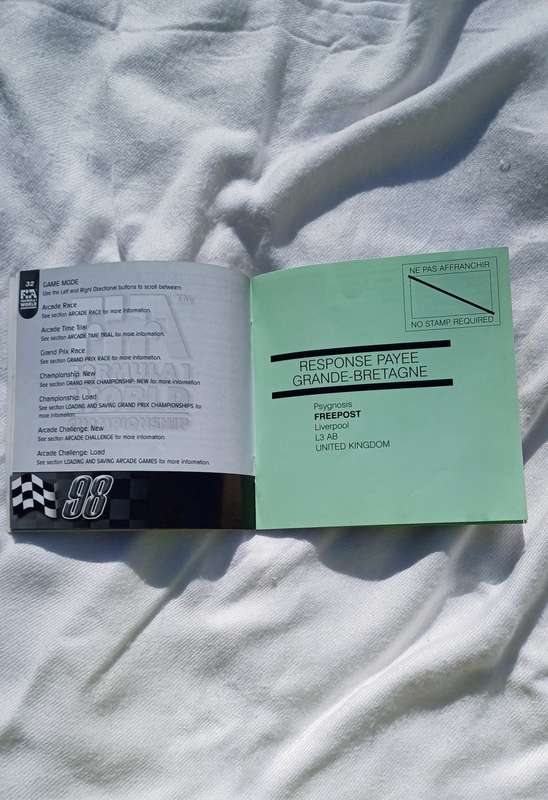 32
FIA
FORMULA 1
WORLD
CHAMPIONSHIP
GAME MODE
Use the Left and Right Directional buttons to scroll between:
Arcade Race
See section ARCADE RACE for more information.
Arcade Time Trial
See section ARCADE TIME TRIAL for more information.
Grand Prix Race
See section GRAND PRIX RACE for more information.
Championship: New
See section GRAND PRIX CHAMPIONSHIP: NEW for more information
Championship: Load
See section LOADING AND SAVING GRAND PRIX CHAMPIONSHIPS for
more information.
Arcade Challenge: New
See section ARCADE CHALLENGE for more information.
Arcade Challenge: Load
See section LOADING AND SAVING ARCADE GAMES for more information.
98
NE PAS AFFRANCHIR
NO STAMP REQUIRED
RESPONSE PAYEE
GRANDE-BRETAGNE
Psygnosis
FREEPOST
Liverpool
L3 AB
UNITED KINGDOM